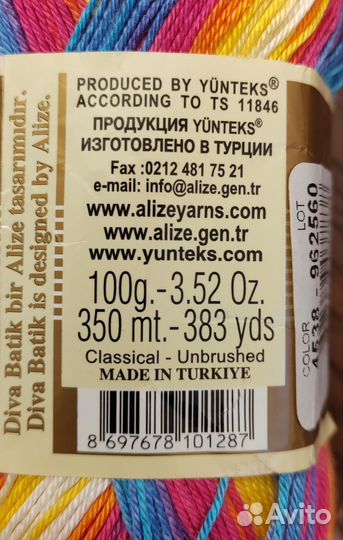 PRODUCED BY YÜNTEKS®
ACCORDING TO TS 11846
ПРОДУКЦИЯ YÜNTEKS®
ИЗГОТОВЛЕНО В ТУРЦИИ
Fax :0212 481 75 21
e-mail: info@alize.gen.tr
www.alizeyarns.com
www.alize.gen.tr
www.yunteks.com
100g.-3.52 Oz.
350 mt.-383 yds
Classical - Unbrushed
MADE IN TURKIYE
8 697678 101287
Diva Batik bir Alize tasarımıdır.
Diva Batik is designed by Alize.
LOT
COLOR
4538 - 962560
Avito